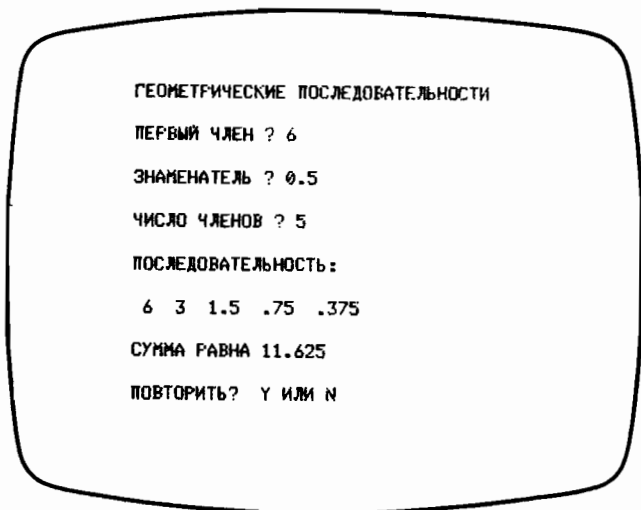 ГЕОМЕТРИЧЕСКИЕ ПОСЛЕДОВАТЕЛЬНОСТИ
ПЕРВЫЙ ЧЛЕН ? 6
ЗНАМЕНАТЕЛЬ ? 0.5
ЧИСЛО ЧЛЕНОВ ? 5
ПОСЛЕДОВАТЕЛЬНОСТЬ:
6 3 1.5 .75 .375
СУММА РАВНА 11.625
ПОВТОРИТЬ? Y ИЛИ N